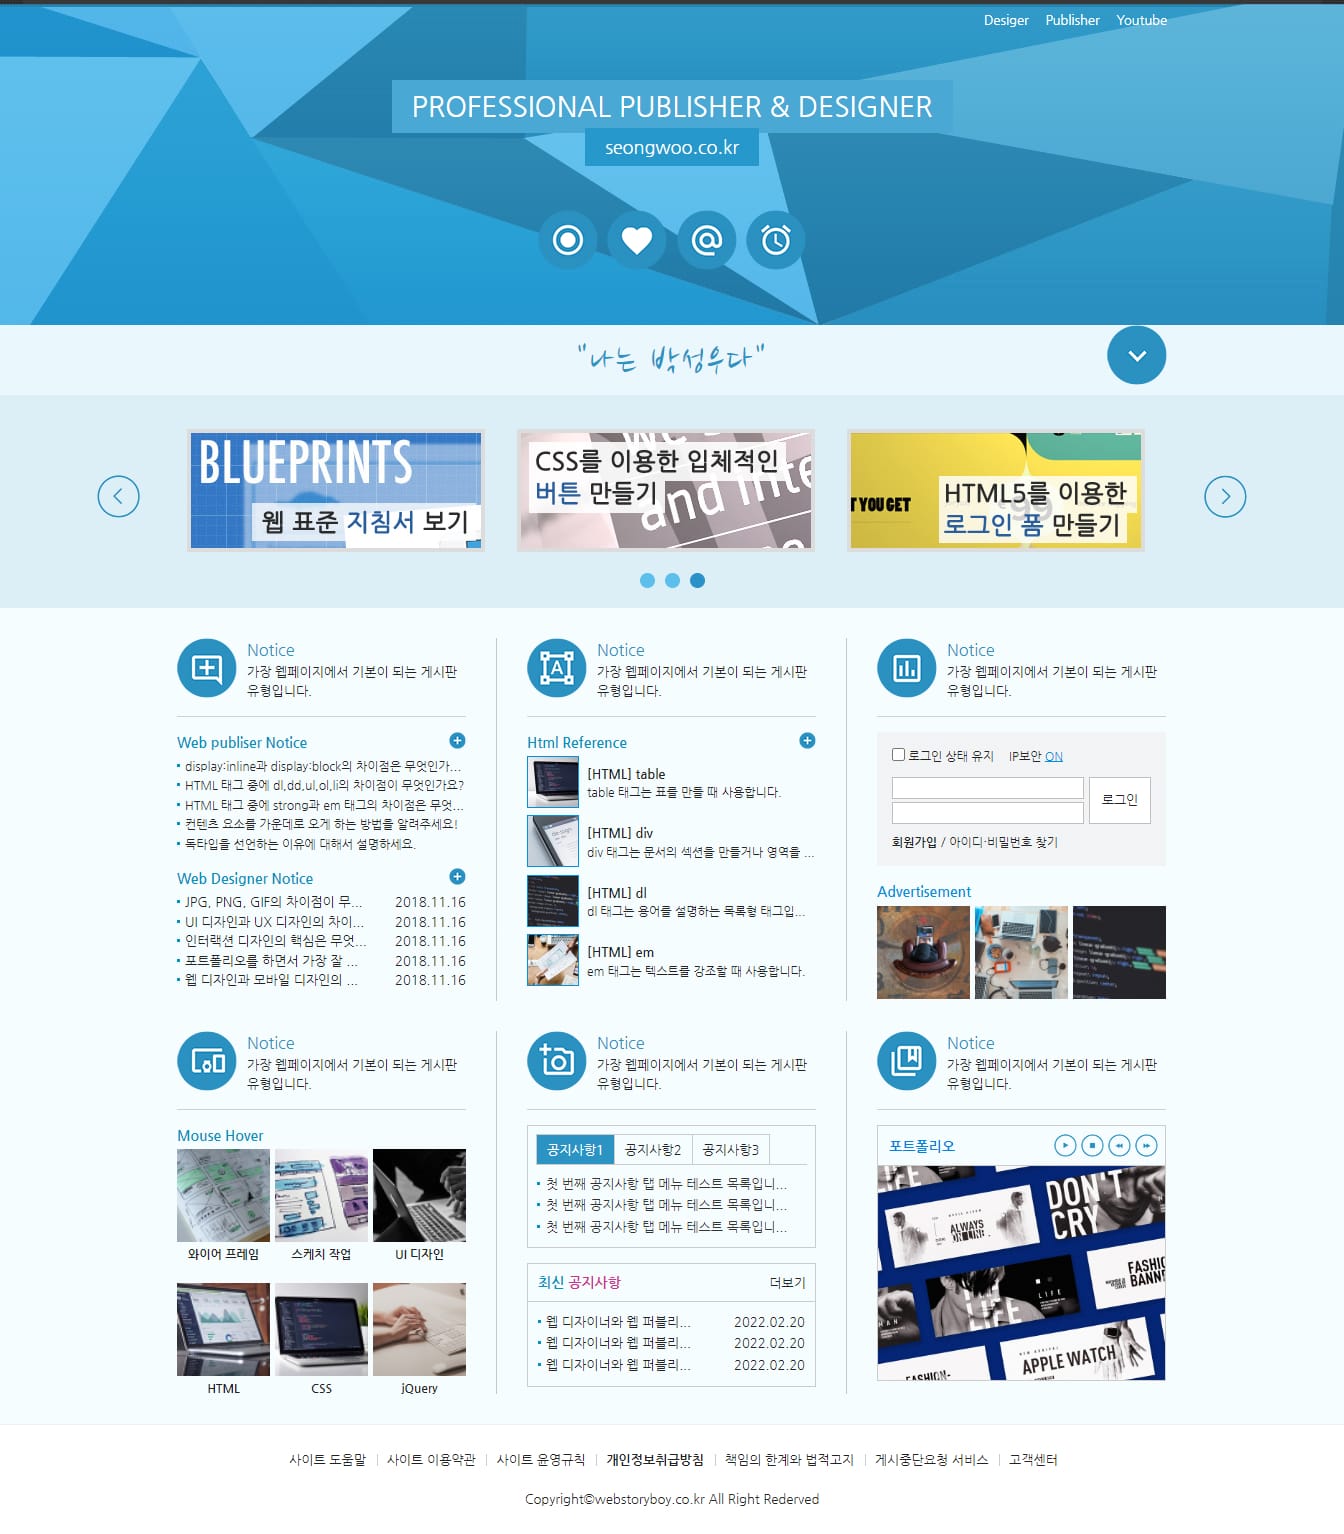 Desiger Publisher Youtube
PROFESSIONAL PUBLISHER & DESIGNER
seongwoo.co.kr
"나는 박성우다"
BLUEPRINTS
웹 표준 지침서 보기
CSS를 이용한 입체적인
버튼 만들기
and inte
T YOU GET
HTML5를 이용한
99
로그인 폼 만들기
Notice
가장 웹페이지에서 기본이 되는 게시판
유형입니다.
Web publiser Notice
display:inline과 display:block의 차이점은 무엇인가...
HTML 태그 중에 dl,dd,ul,ol,li의 차이점이 무엇인가요?
HTML 태그 중에 strong과 em 태그의 차이점은 무엇...
컨텐츠 요소를 가운데로 오게 하는 방법을 알려주세요!
독타입을 선언하는 이유에 대해서 설명하세요.
Web Designer Notice
JPG, PNG, GIF의 차이점이 무... 2018.11.16
UI 디자인과 UX 디자인의 차이... 2018.11.16
인터랙션 디자인의 핵심은 무엇... 2018.11.16
포트폴리오를 하면서 가장 잘 ... 2018.11.16
웹 디자인과 모바일 디자인의 ... 2018.11.16
Notice
가장 웹페이지에서 기본이 되는 게시판
유형입니다.
Html Reference
[HTML] table
table 태그는 표를 만들 때 사용합니다.
[HTML] div
div 태그는 문서의 섹션을 만들거나 영역을 ...
[HTML] dl
dl 태그는 용어를 설명하는 목록형 태그입...
[HTML] em
em 태그는 텍스트를 강조할 때 사용합니다.
Notice
가장 웹페이지에서 기본이 되는 게시판
유형입니다.
로그인 상태 유지 IP보안 ON
로그인
회원가입 / 아이디·비밀번호 찾기
Advertisement
Notice
가장 웹페이지에서 기본이 되는 게시판
유형입니다.
Mouse Hover
와이어 프레임 스케치 작업 UI 디자인
HTML CSS jQuery
Notice
가장 웹페이지에서 기본이 되는 게시판
유형입니다.
공지사항1 공지사항2 공지사항3
첫 번째 공지사항 탭 메뉴 테스트 목록입니...
첫 번째 공지사항 탭 메뉴 테스트 목록입니...
첫 번째 공지사항 탭 메뉴 테스트 목록입니...
최신 공지사항 더보기
웹 디자이너와 웹 퍼블리... 2022.02.20
웹 디자이너와 웹 퍼블리... 2022.02.20
웹 디자이너와 웹 퍼블리... 2022.02.20
Notice
가장 웹페이지에서 기본이 되는 게시판
유형입니다.
포트폴리오
DON'T
CRY
ALWAYS
FASHIO
BANNE
LIFE
LIFE
APPLE WATCH
사이트 도움말 사이트 이용약관 사이트 운영규칙 개인정보취급방침 책임의 한계와 법적고지 게시중단요청 서비스 고객센터
Copyright©webstoryboy.co.kr All Right Rederved